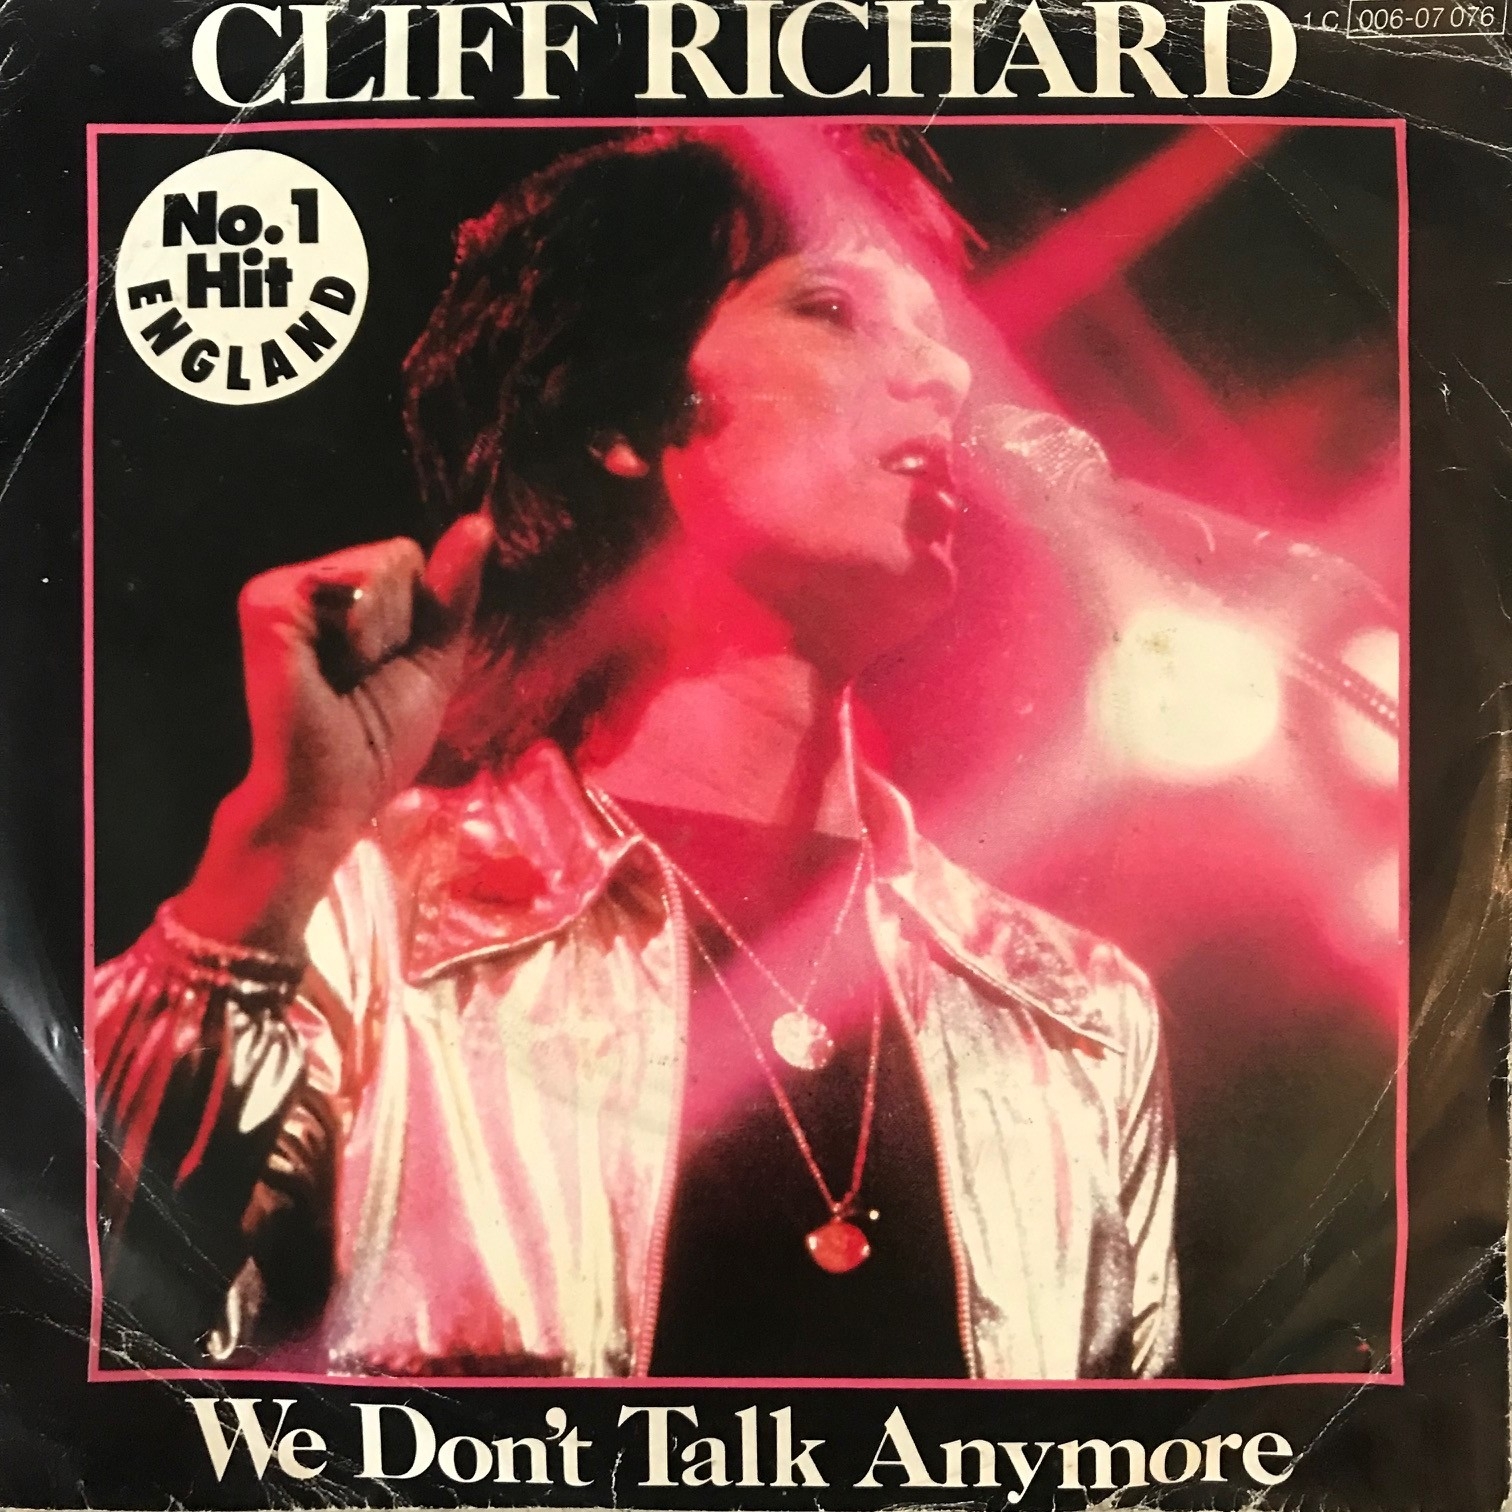 CLIFF RICHARD
1 C 006-07 076
No. 1
Hit
ENGLAND
We Don't Talk Anymore